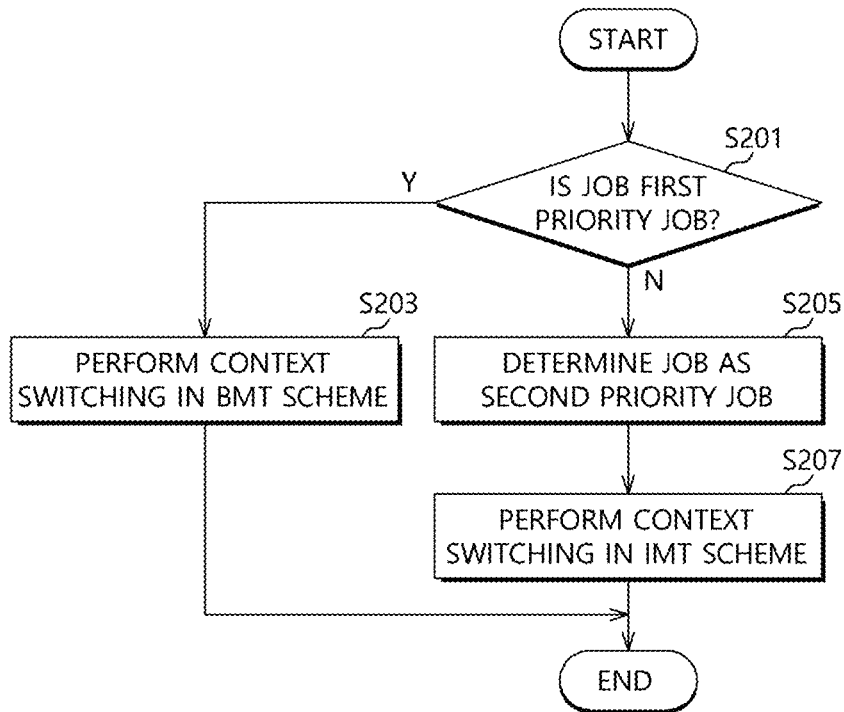 START
S201
IS JOB FIRST
PRIORITY JOB?
Y
N
S203
PERFORM CONTEXT
SWITCHING IN BMT SCHEME
S205
DETERMINE JOB AS
SECOND PRIORITY JOB
S207
PERFORM CONTEXT
SWITCHING IN IMT SCHEME
END